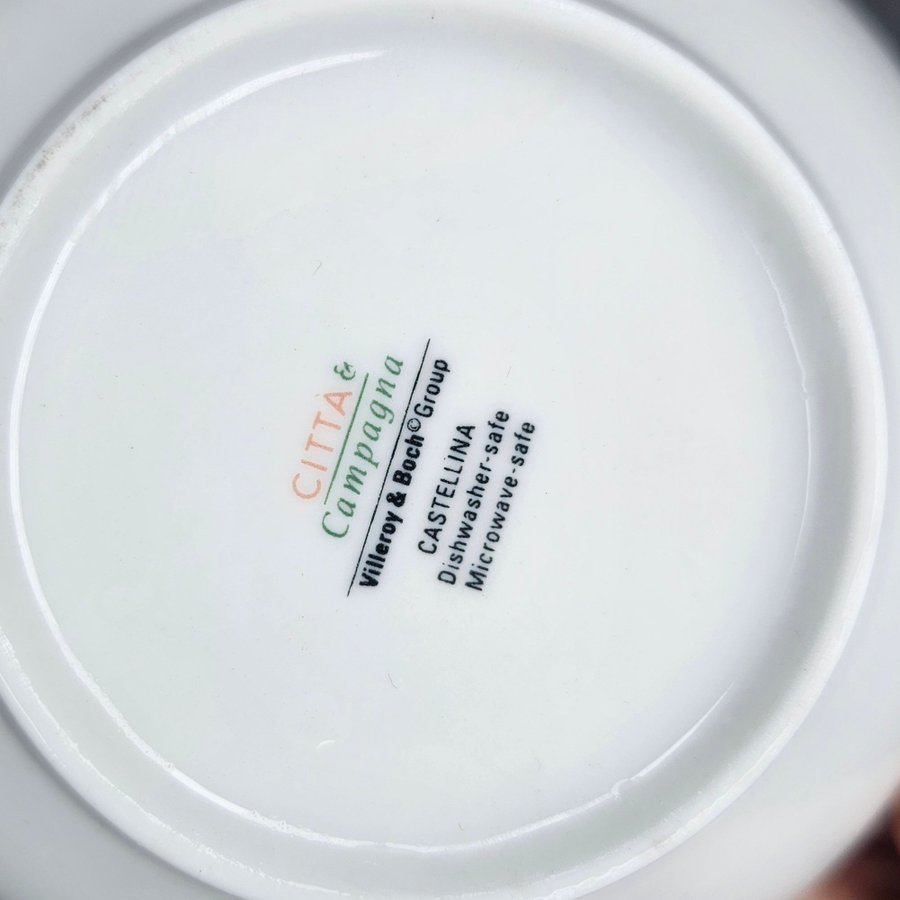 CITTÀ &
Campagna
Villeroy & Boch © Group
CASTELLINA
Dishwasher-safe
Microwave-safe